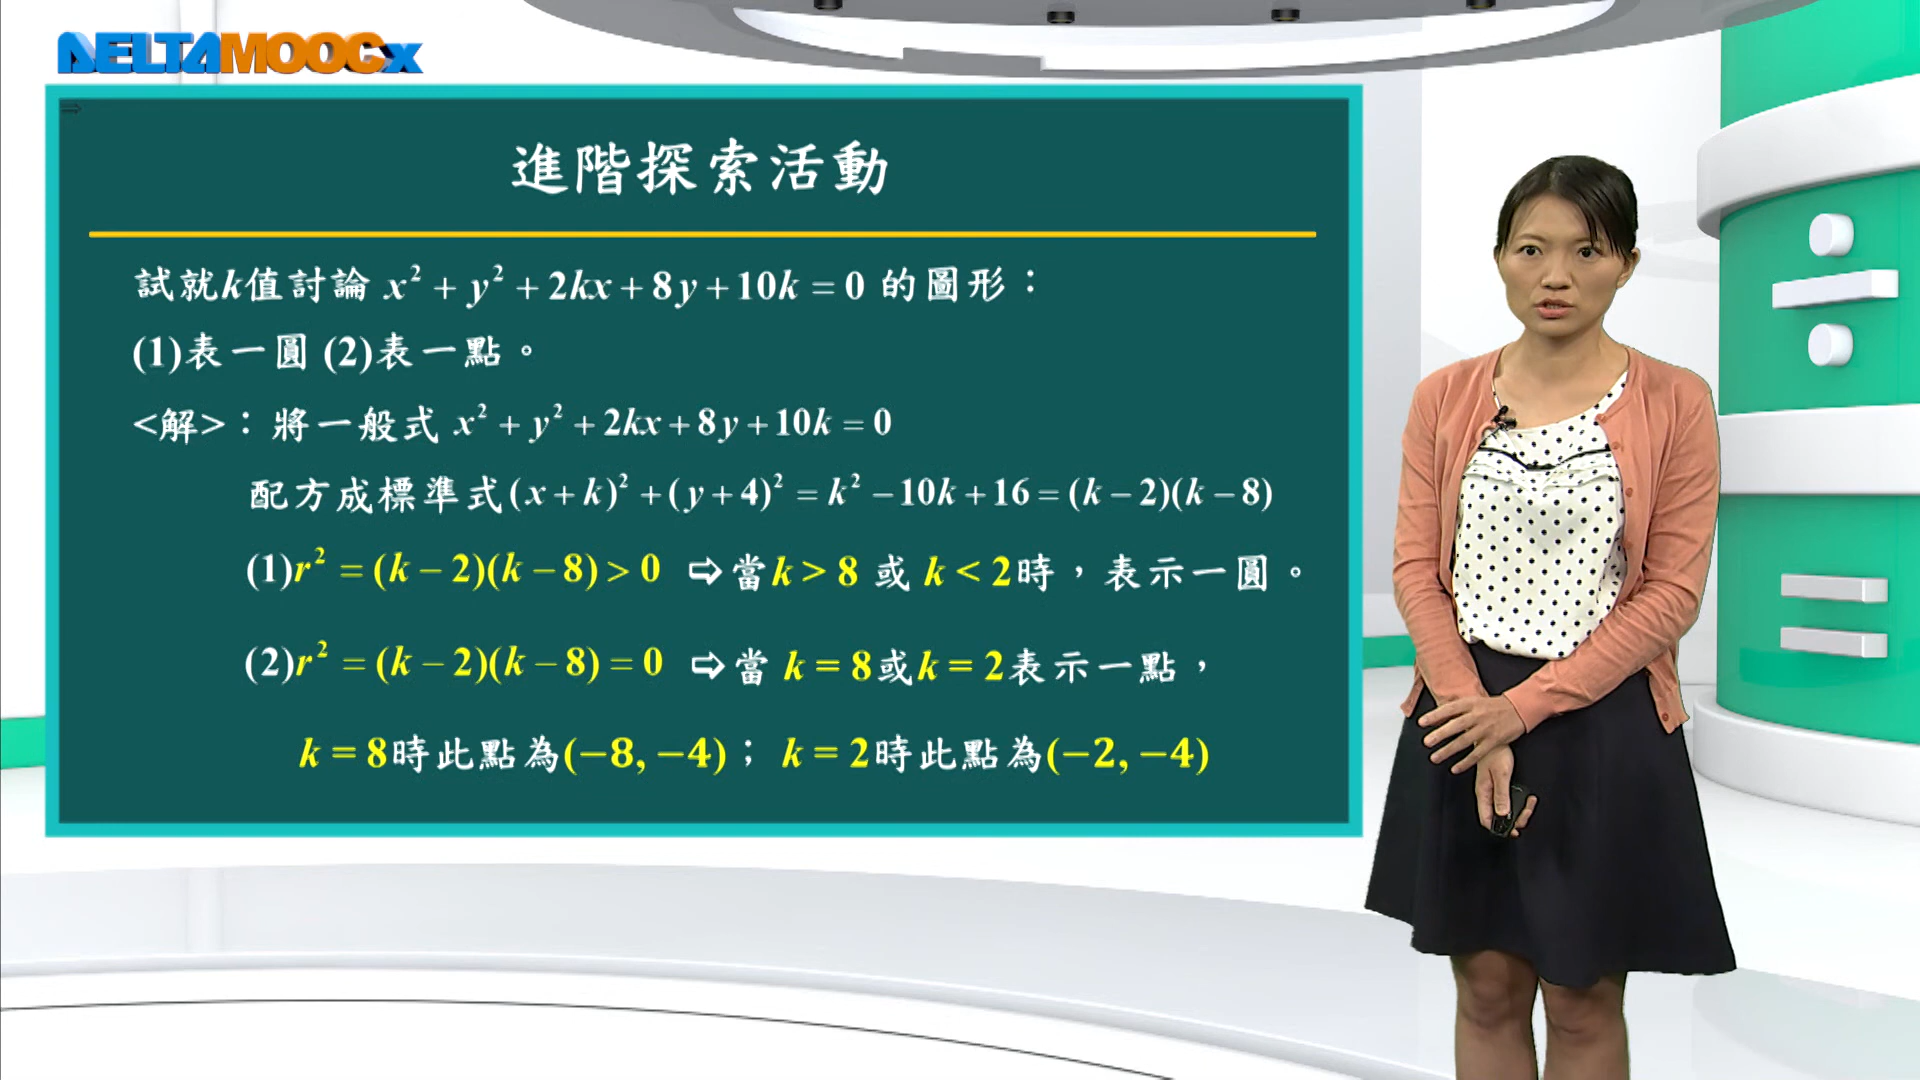 DELTAMOOCx
進階探索活動
試就k值討論 x² + y² + 2kx + 8y + 10k = 0 的圖形：
(1)表一圓 (2)表一點。
<解>：將一般式 x² + y² + 2kx + 8y + 10k = 0
配方成標準式(x + k)² + (y + 4)² = k² − 10k + 16 = (k − 2)(k − 8)
(1)r² = (k − 2)(k − 8) > 0 ⇨當k > 8 或 k < 2時，表示一圓。
(2)r² = (k − 2)(k − 8) = 0 ⇨當 k = 8或k = 2表示一點，
k = 8時此點為(−8, −4)； k = 2時此點為(−2, −4)